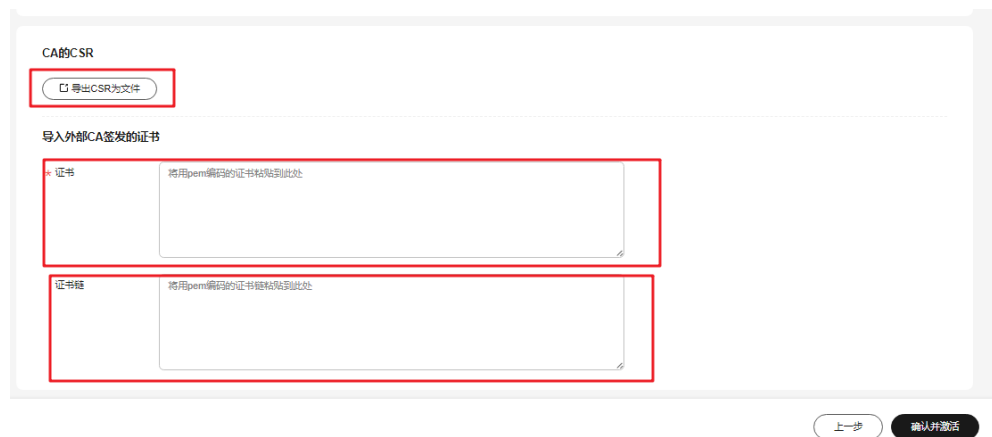 CA的CSR
导出CSR为文件
导入外部CA签发的证书
* 证书
将用pem编码的证书粘贴到此处
证书链
将用pem编码的证书链粘贴到此处
上一步
确认并激活